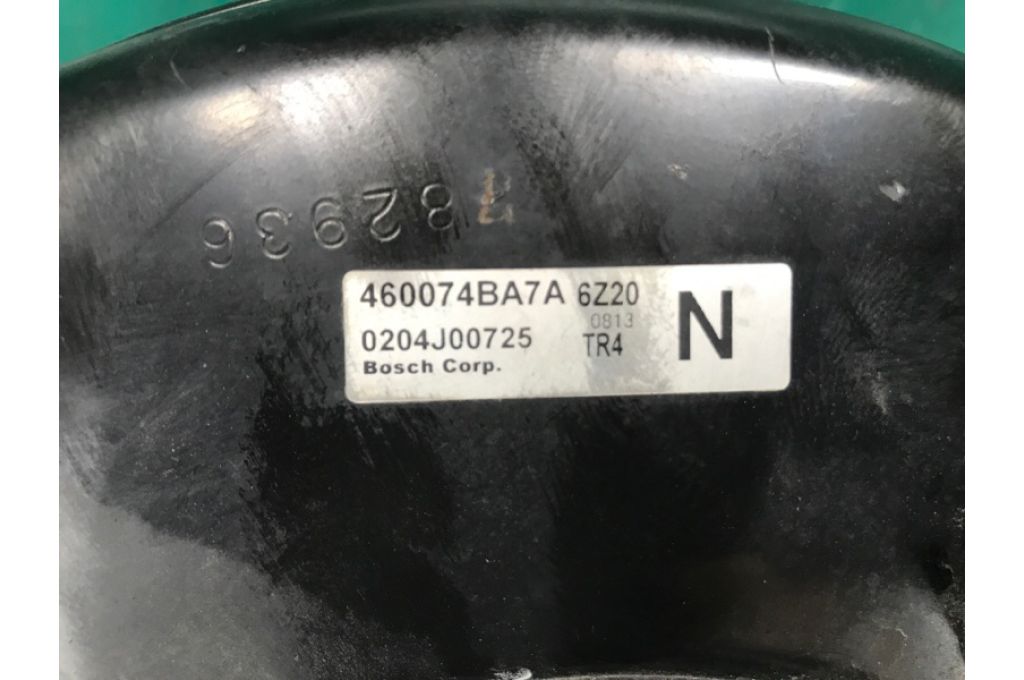 82936
460074BA7A 6Z20
0813
0204J00725 TR4
N
Bosch Corp.